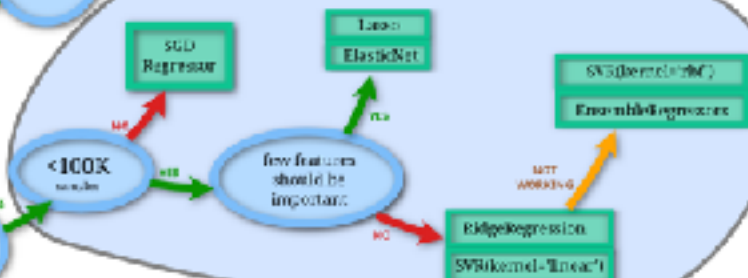 SGD
Regressor
Lasso
ElasticNet
SVR(kernel='rbf')
EnsembleRegressors
NO
YES
<100K
samples
YES
few features
should be
important
NOT
WORKING
NO
RidgeRegression
SVR(kernel='linear')